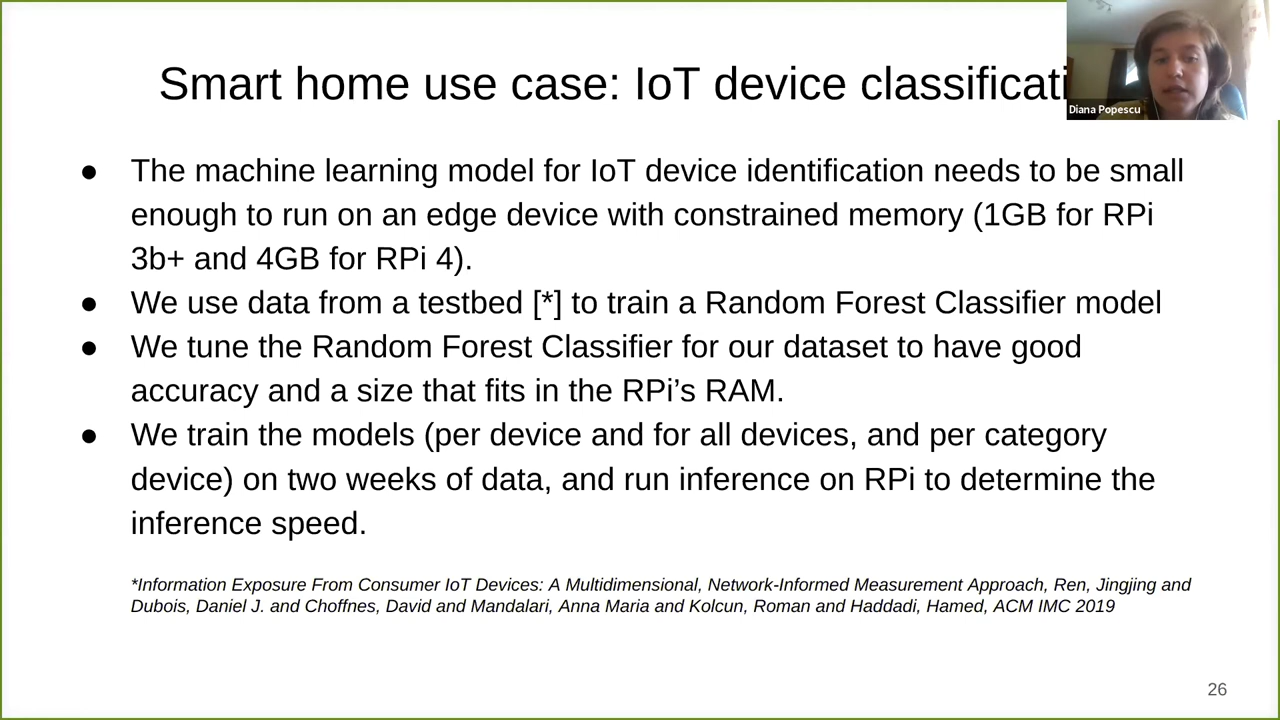 Smart home use case: IoT device classificati
Diana Popescu
● The machine learning model for IoT device identification needs to be small
enough to run on an edge device with constrained memory (1GB for RPi
3b+ and 4GB for RPi 4).
● We use data from a testbed [*] to train a Random Forest Classifier model
● We tune the Random Forest Classifier for our dataset to have good
accuracy and a size that fits in the RPi’s RAM.
● We train the models (per device and for all devices, and per category
device) on two weeks of data, and run inference on RPi to determine the
inference speed.
*Information Exposure From Consumer IoT Devices: A Multidimensional, Network-Informed Measurement Approach, Ren, Jingjing and
Dubois, Daniel J. and Choffnes, David and Mandalari, Anna Maria and Kolcun, Roman and Haddadi, Hamed, ACM IMC 2019
26